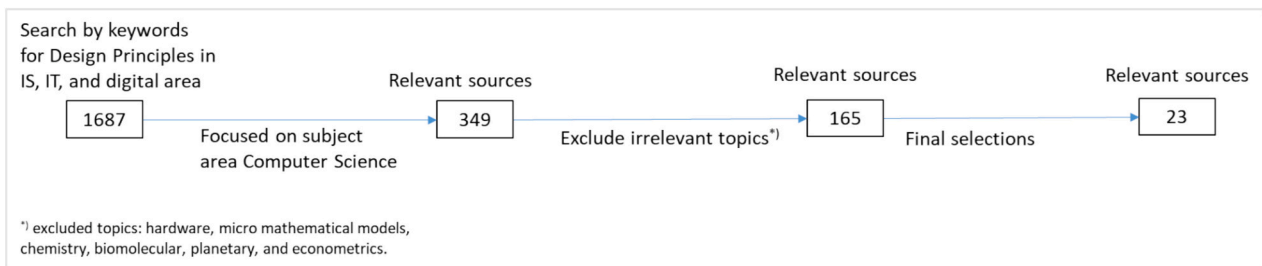 Search by keywords
for Design Principles in
IS, IT, and digital area
1687
Focused on subject
area Computer Science
Relevant sources
349
Exclude irrelevant topics*)
Relevant sources
165
Final selections
Relevant sources
23
*) excluded topics: hardware, micro mathematical models,
chemistry, biomolecular, planetary, and econometrics.